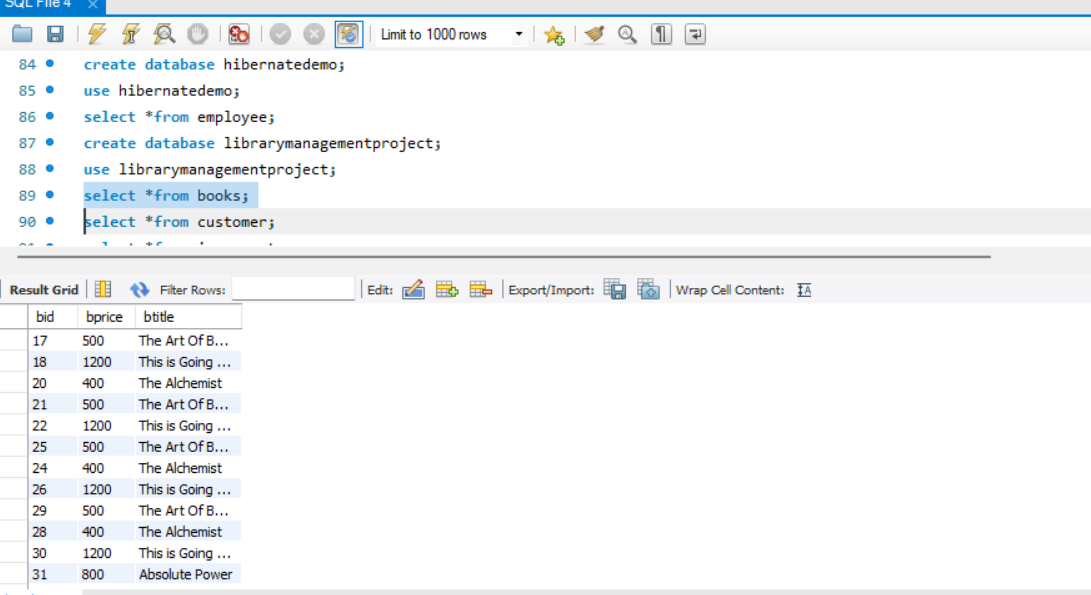 SQL File 4
Limit to 1000 rows
84 create database hibernatedemo;
85 use hibernatedemo;
86 select *from employee;
87 create database librarymanagementproject;
88 use librarymanagementproject;
89 select *from books;
90 select *from customer;
Result Grid Filter Rows: Edit: Export/Import: Wrap Cell Content:
bid bprice btitle
17 500 The Art Of B...
18 1200 This is Going ...
20 400 The Alchemist
21 500 The Art Of B...
22 1200 This is Going ...
25 500 The Art Of B...
24 400 The Alchemist
26 1200 This is Going ...
29 500 The Art Of B...
28 400 The Alchemist
30 1200 This is Going ...
31 800 Absolute Power